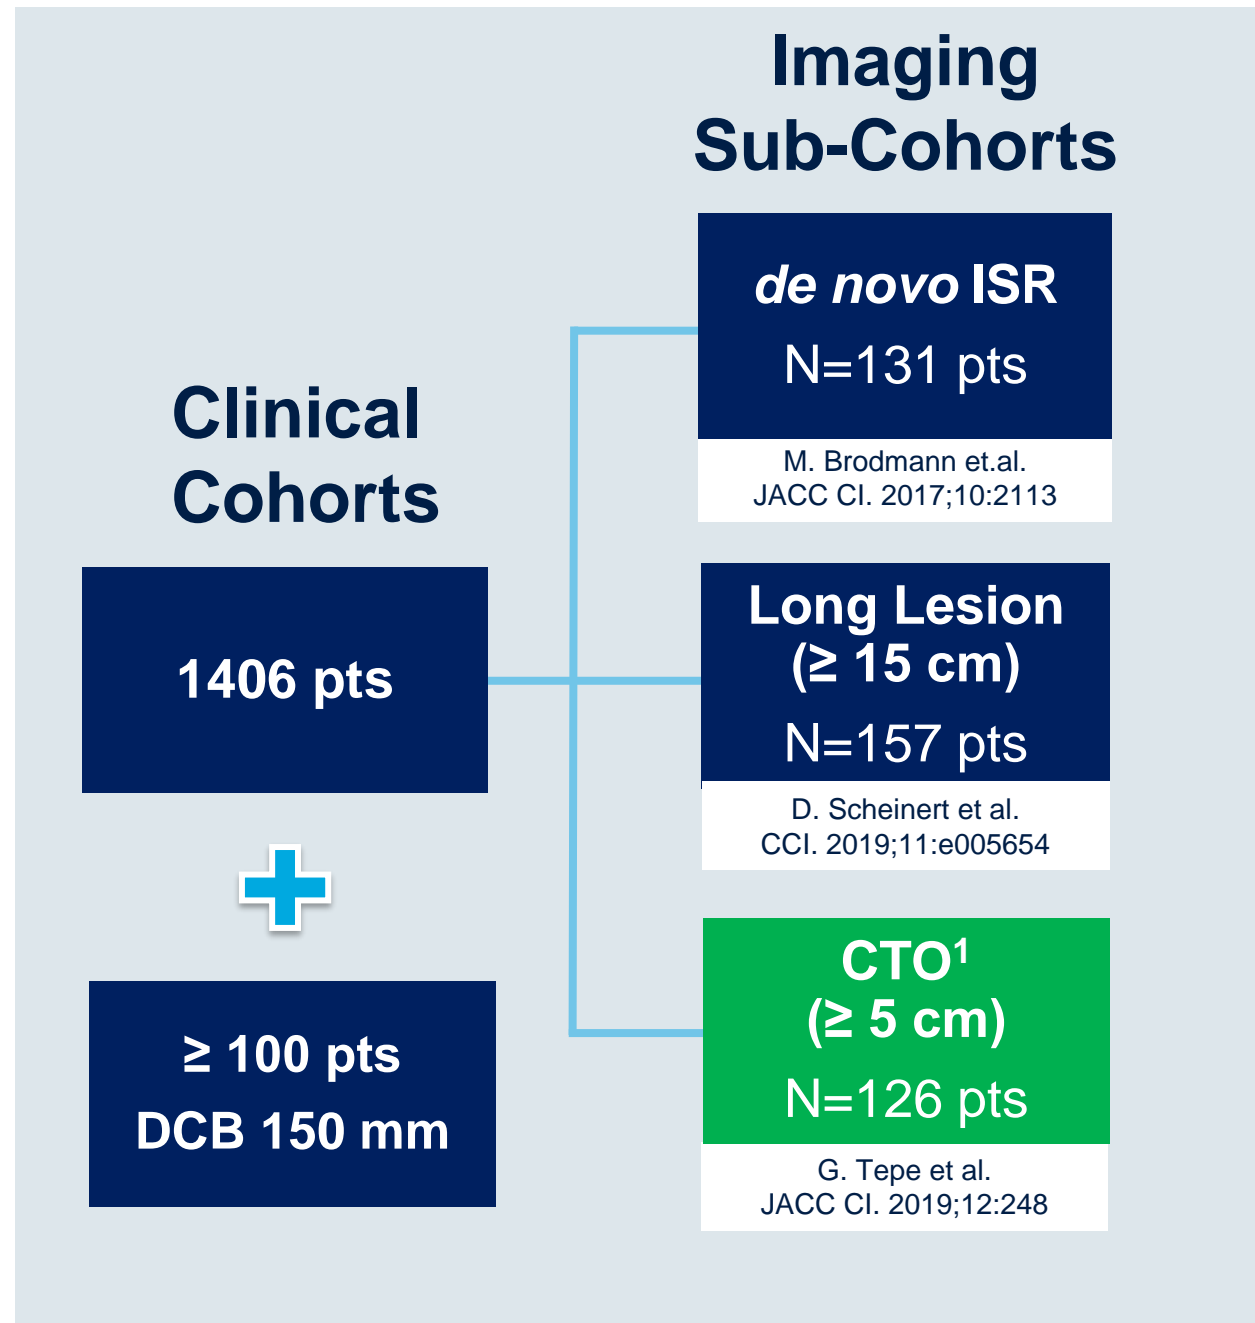 Imaging
Sub-Cohorts
de novo ISR
N=131 pts
M. Brodmann et.al.
JACC CI. 2017;10:2113
Clinical
Cohorts
1406 pts
Long Lesion
(≥ 15 cm)
N=157 pts
D. Scheinert et al.
CCI. 2019;11:e005654
≥ 100 pts
DCB 150 mm
CTO¹
(≥ 5 cm)
N=126 pts
G. Tepe et al.
JACC CI. 2019;12:248